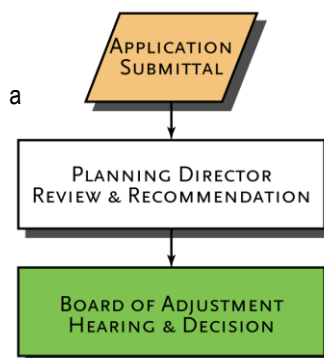 APPLICATION
SUBMITTAL
a
PLANNING DIRECTOR
REVIEW & RECOMMENDATION
BOARD OF ADJUSTMENT
HEARING & DECISION